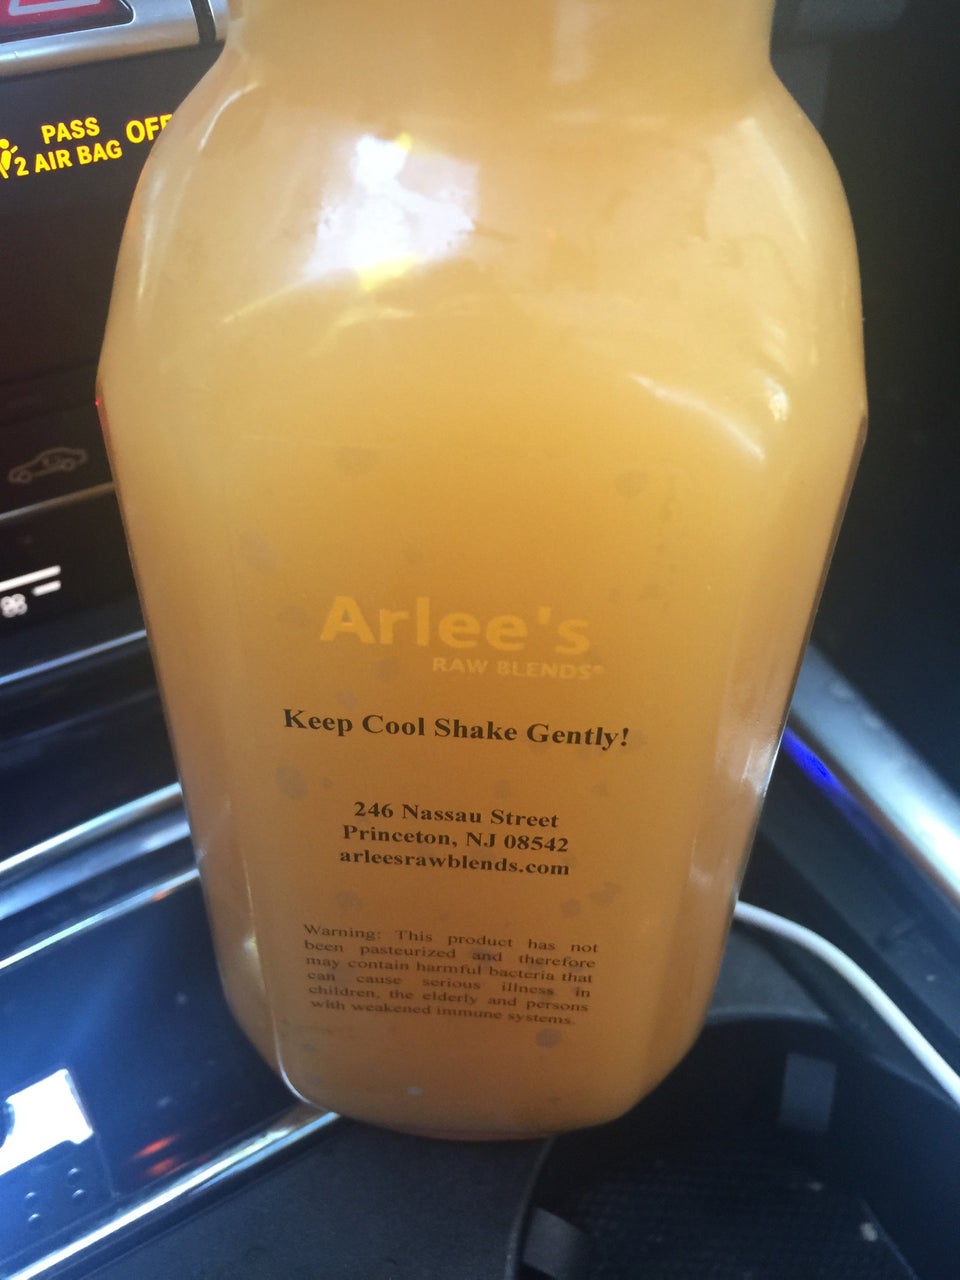 PASS
2 AIR BAG OFF
Arlee's
RAW BLENDS®
Keep Cool Shake Gently!
246 Nassau Street
Princeton, NJ 08542
arleesrawblends.com
Warning: This product has not
been pasteurized and therefore
may contain harmful bacteria that
can cause serious illness in
children, the elderly and persons
with weakened immune systems.